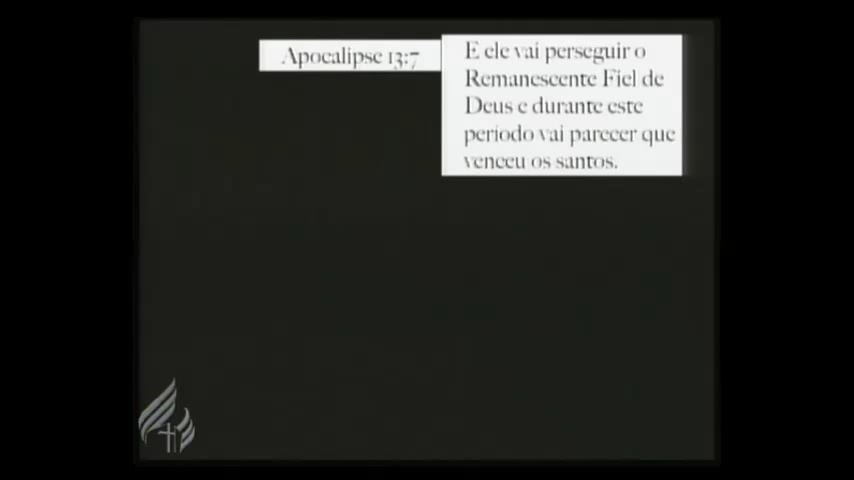 Apocalipse 13:7
E ele vai perseguir o
Remanescente Fiel de
Deus e durante este
período vai parecer que
venceu os santos.